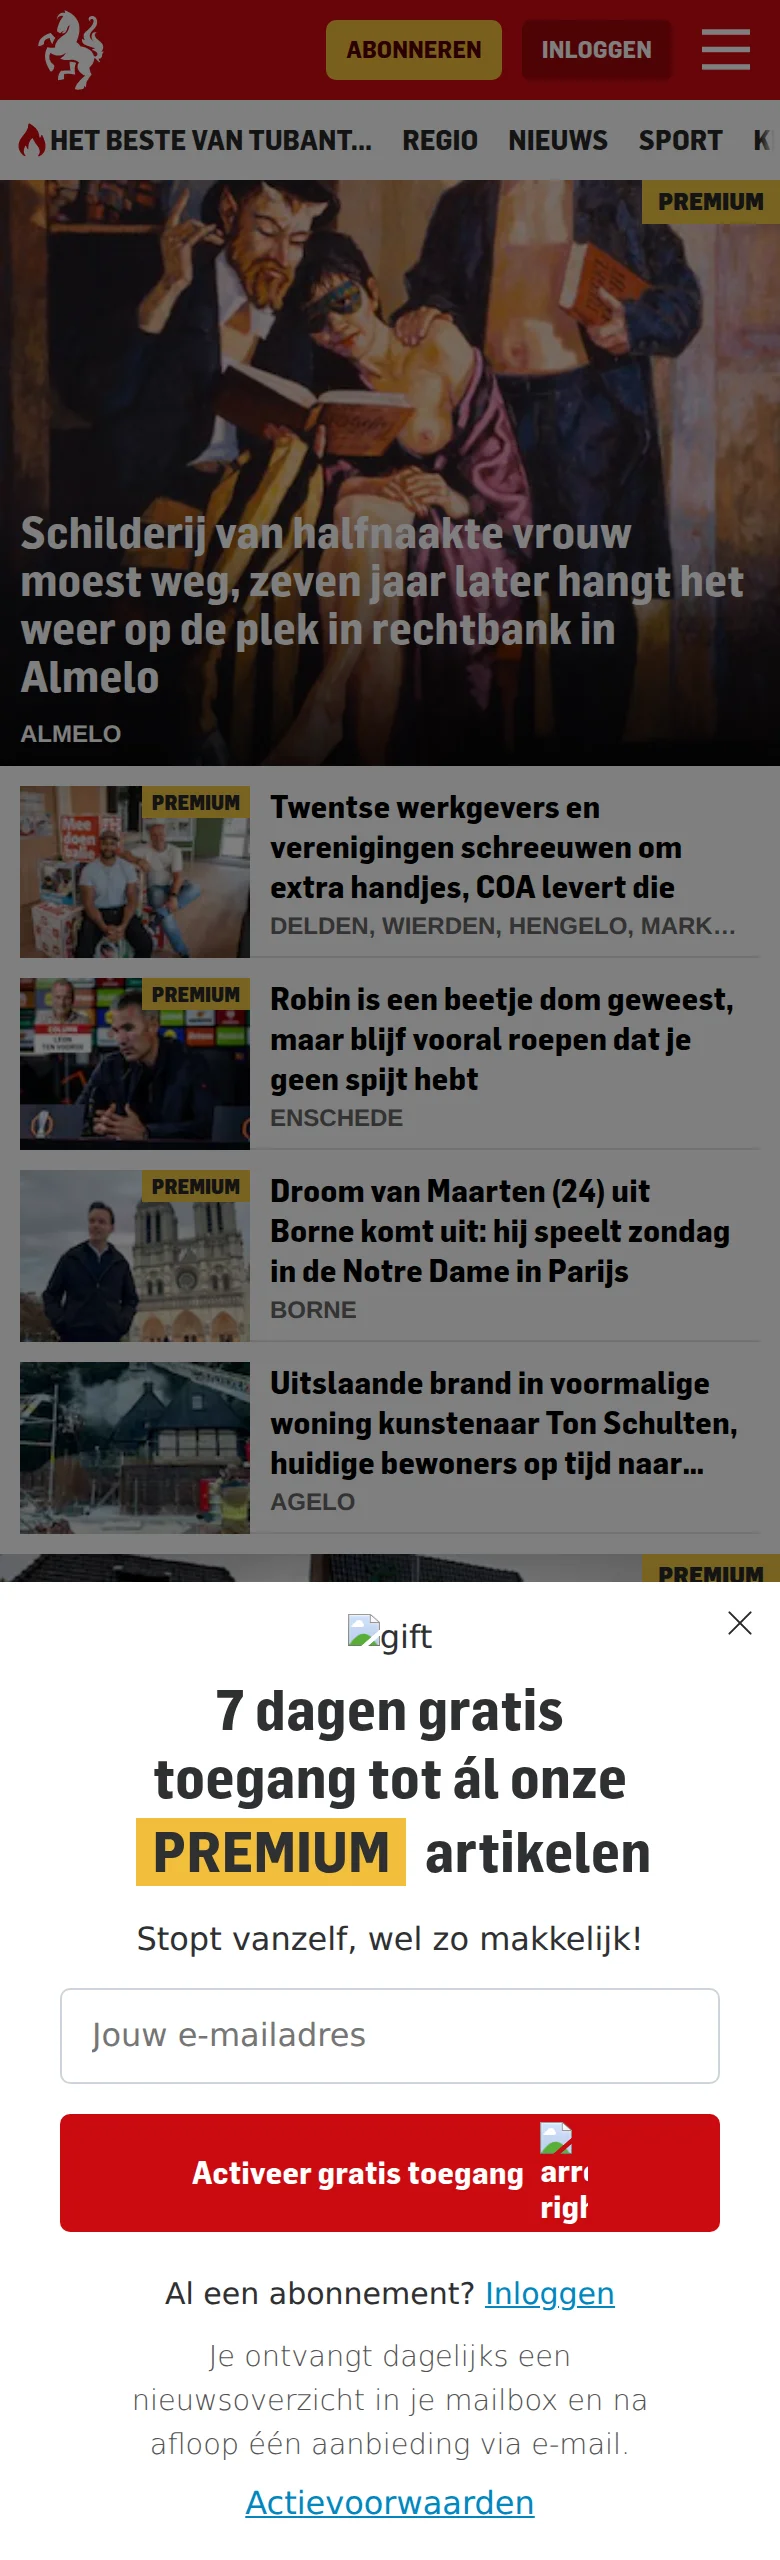 ABONNEREN
INLOGGEN
HET BESTE VAN TUBANT...
REGIO
NIEUWS
SPORT
K
PREMIUM
Schilderij van halfnaakte vrouw
moest weg, zeven jaar later hangt het
weer op de plek in rechtbank in
Almelo
ALMELO
PREMIUM
Mee
doen
Twentse werkgevers en
verenigingen schreeuwen om
extra handjes, COA levert die
DELDEN, WIERDEN, HENGELO, MARK...
PREMIUM
COLUMN
LEON
TEN VOORDE
Robin is een beetje dom geweest,
maar blijf vooral roepen dat je
geen spijt hebt
ENSCHEDE
PREMIUM
Droom van Maarten (24) uit
Borne komt uit: hij speelt zondag
in de Notre Dame in Parijs
BORNE
Uitslaande brand in voormalige
woning kunstenaar Ton Schulten,
huidige bewoners op tijd naar...
AGELO
PREMIUM
gift
7 dagen gratis
toegang tot ál onze
PREMIUM artikelen
Stopt vanzelf, wel zo makkelijk!
Jouw e-mailadres
Activeer gratis toegang
arr
righ
Al een abonnement? Inloggen
Je ontvangt dagelijks een
nieuwsoverzicht in je mailbox en na
afloop één aanbieding via e-mail.
Actievoorwaarden